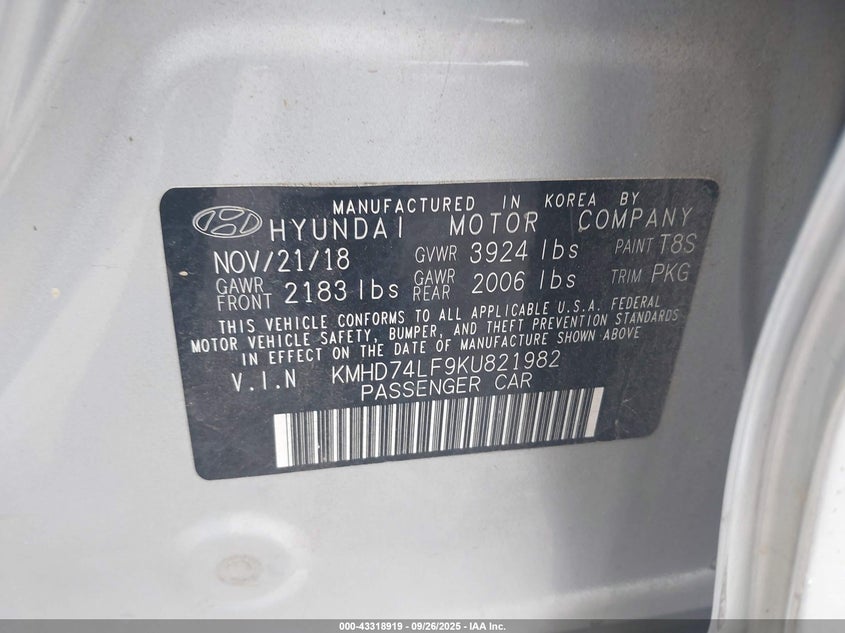 MANUFACTURED IN KOREA BY
HYUNDAI MOTOR COMPANY
NOV/21/18 GVWR 3924 lbs PAINT T8S
GAWR FRONT 2183 lbs GAWR REAR 2006 lbs TRIM PKG
THIS VEHICLE CONFORMS TO ALL APPLICABLE U.S.A. FEDERAL
MOTOR VEHICLE SAFETY, BUMPER, AND THEFT PREVENTION STANDARDS
IN EFFECT ON THE DATE OF MANUFACTURE SHOWN ABOVE
V.I.N KMHD74LF9KU821982
PASSENGER CAR
000-43318919 - 09/26/2025 - IAA Inc.